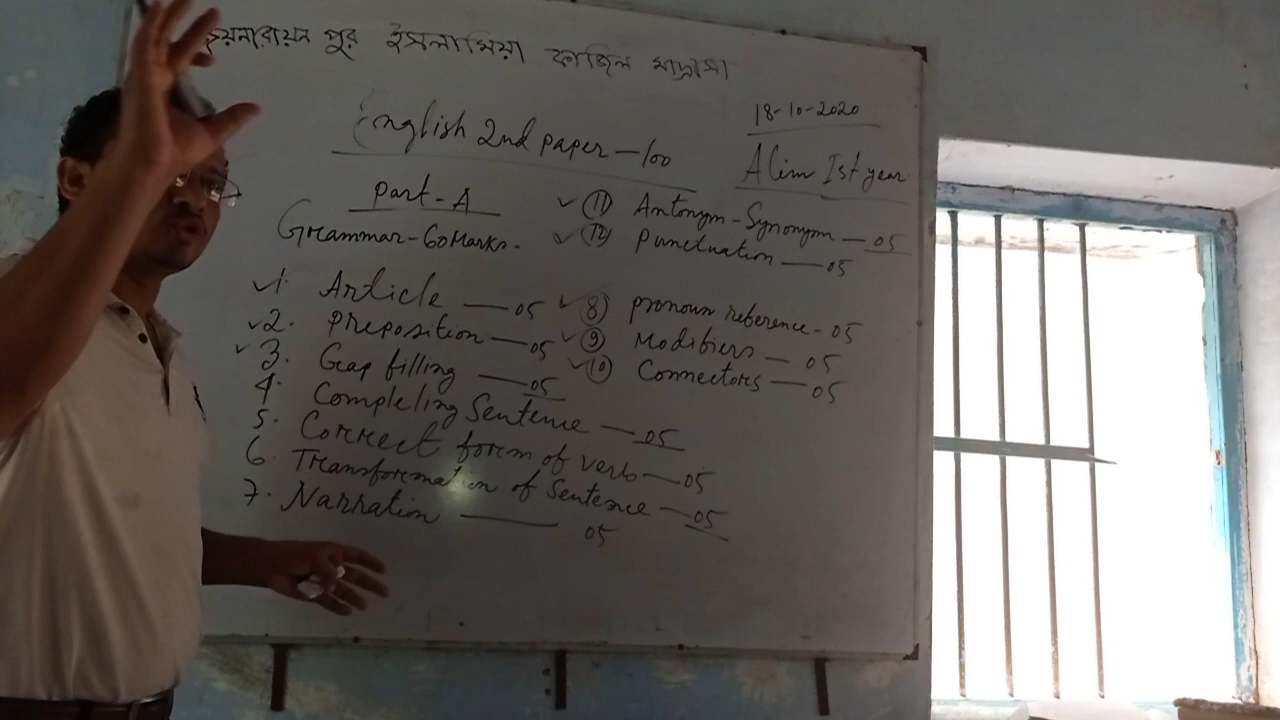 জয়নারায়ন পুর ইসলামিয়া ফাজিল মাদ্রাসা
18-10-2020
English 2nd paper — 100
Alim Ist year
Part - A
Grammar - 60 Marks.
✓ 1. Article — 05
✓ 2. Preposition — 05
✓ 3. Gap filling — 05
4. Completing Sentence — 05
5. Correct form of verb — 05
6. Transformation of Sentence — 05
7. Narration — 05
✓ (11) Antonym - Synonym — 05
✓ (12) Punctuation — 05
✓ (8) Pronoun reference - 05
✓ (9) Modifiers — 05
✓ (10) Connectors — 05